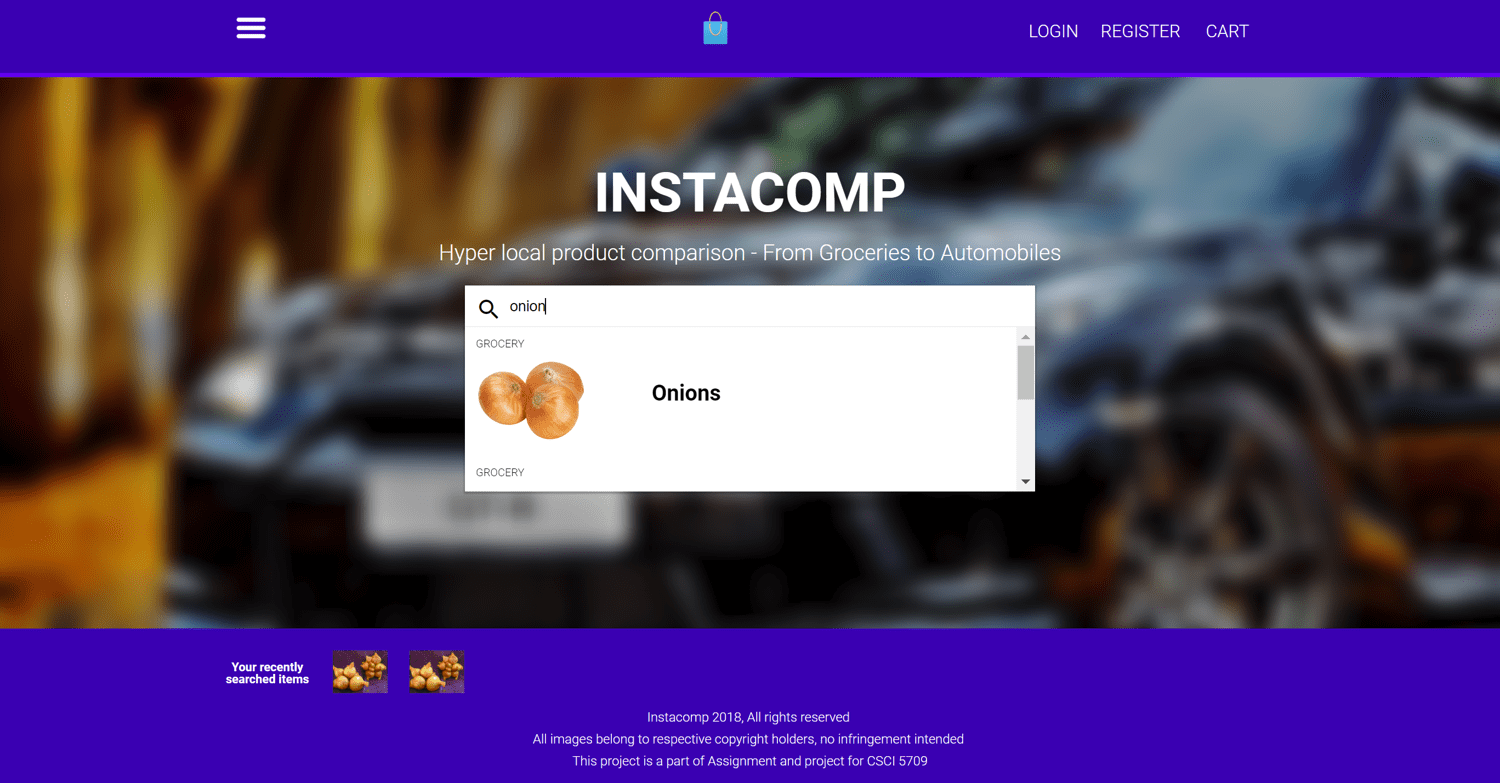 LOGIN REGISTER CART
INSTACOMP
Hyper local product comparison - From Groceries to Automobiles
onion
GROCERY
Onions
GROCERY
Your recently
searched items
Instacomp 2018, All rights reserved
All images belong to respective copyright holders, no infringement intended
This project is a part of Assignment and project for CSCI 5709